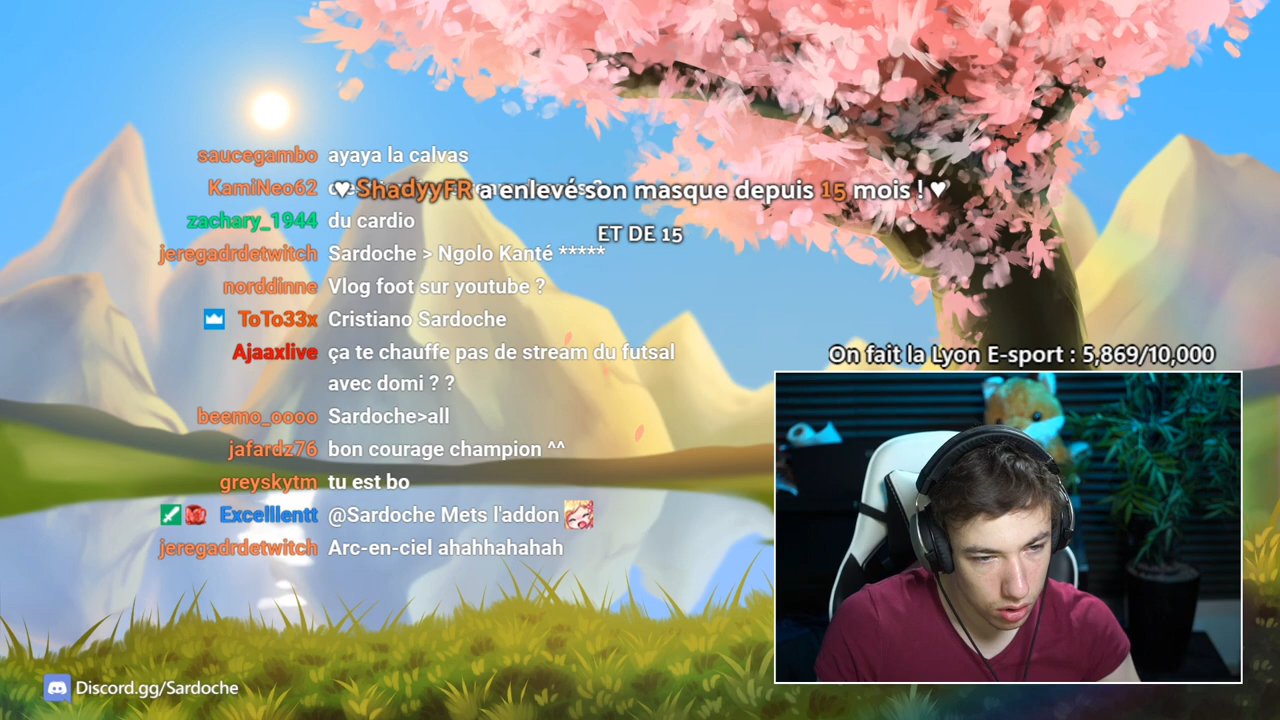 saucegambo ayaya la calvas
KamiNeo62
♥ ShadyyFR a enlevé son masque depuis 15 mois ! ♥
zachary_1944 du cardio
ET DE 15
jeregadrdetwitch Sardoche > Ngolo Kanté *****
norddinne Vlog foot sur youtube ?
ToTo33x Cristiano Sardoche
Ajaaxlive ça te chauffe pas de stream du futsal
avec domi ? ?
On fait la Lyon E-sport : 5,869/10,000
beemo_oooo Sardoche>all
jafardz76 bon courage champion ^^
greyskytm tu est bo
Excelllentt @Sardoche Mets l'addon
jeregadrdetwitch Arc-en-ciel ahahhahahah
Discord.gg/Sardoche